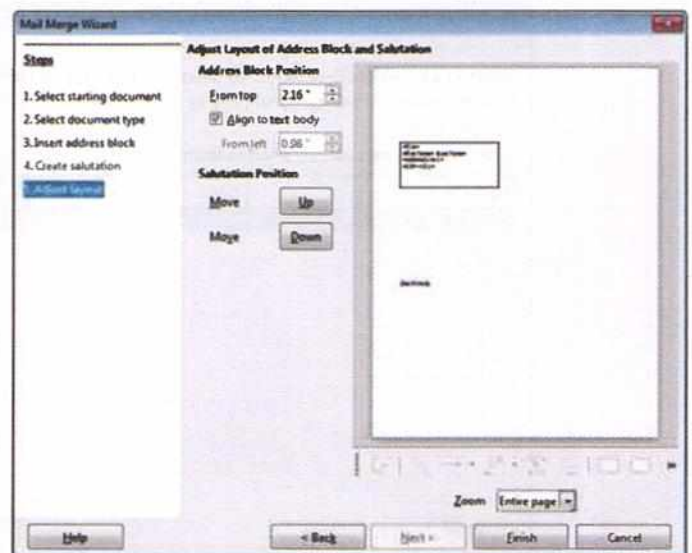 Mail Merge Wizard
Steps
1. Select starting document
2. Select document type
3. Insert address block
4. Create salutation
5. Adjust layout
Adjust Layout of Address Block and Salutation
Address Block Position
From top 2.16 "
Align to text body
From left 0.96 "
Salutation Position
Move Up
Move Down
Zoom Entire page
Help
< Back
Next >
Finish
Cancel